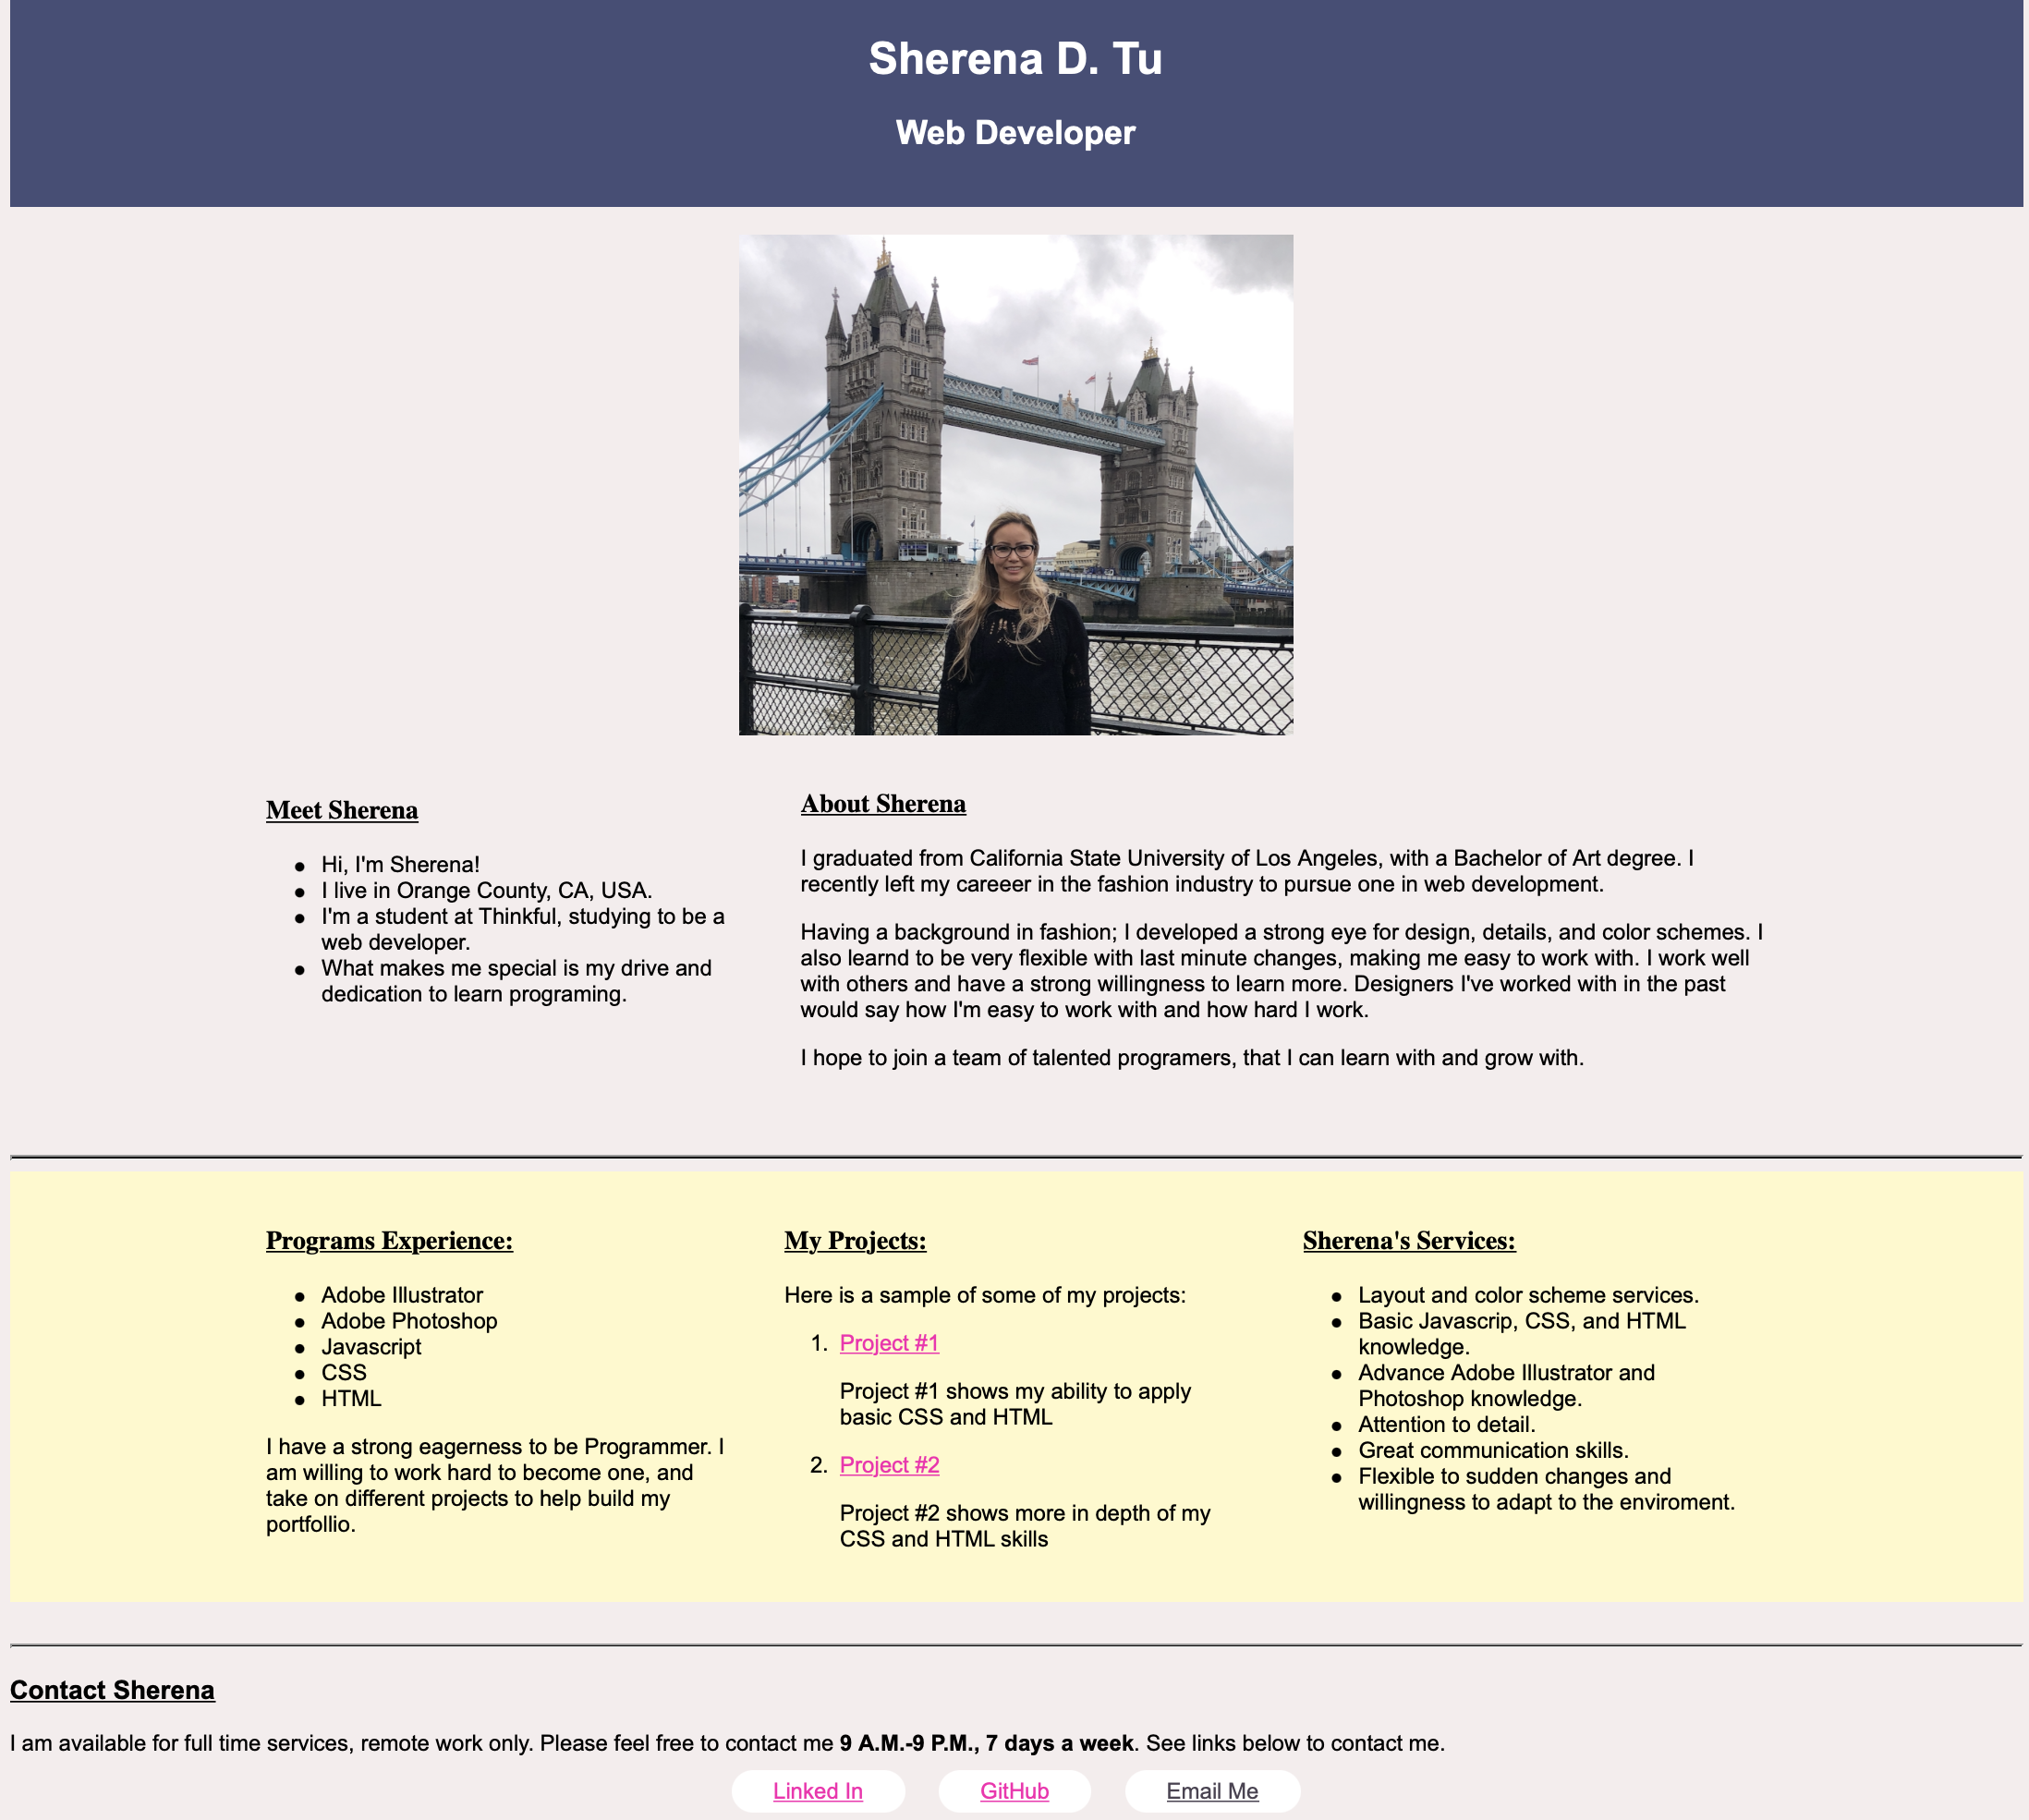 Sherena D. Tu
Web Developer
Meet Sherena
Hi, I'm Sherena!
I live in Orange County, CA, USA.
I'm a student at Thinkful, studying to be a
web developer.
What makes me special is my drive and
dedication to learn programing.
About Sherena
I graduated from California State University of Los Angeles, with a Bachelor of Art degree. I
recently left my careeer in the fashion industry to pursue one in web development.
Having a background in fashion; I developed a strong eye for design, details, and color schemes. I
also learnd to be very flexible with last minute changes, making me easy to work with. I work well
with others and have a strong willingness to learn more. Designers I've worked with in the past
would say how I'm easy to work with and how hard I work.
I hope to join a team of talented programers, that I can learn with and grow with.
Programs Experience:
Adobe Illustrator
Adobe Photoshop
Javascript
CSS
HTML
I have a strong eagerness to be Programmer. I
am willing to work hard to become one, and
take on different projects to help build my
portfollio.
My Projects:
Here is a sample of some of my projects:
1. Project #1
Project #1 shows my ability to apply
basic CSS and HTML
2. Project #2
Project #2 shows more in depth of my
CSS and HTML skills
Sherena's Services:
Layout and color scheme services.
Basic Javascrip, CSS, and HTML
knowledge.
Advance Adobe Illustrator and
Photoshop knowledge.
Attention to detail.
Great communication skills.
Flexible to sudden changes and
willingness to adapt to the enviroment.
Contact Sherena
I am available for full time services, remote work only. Please feel free to contact me 9 A.M.-9 P.M., 7 days a week. See links below to contact me.
Linked In
GitHub
Email Me